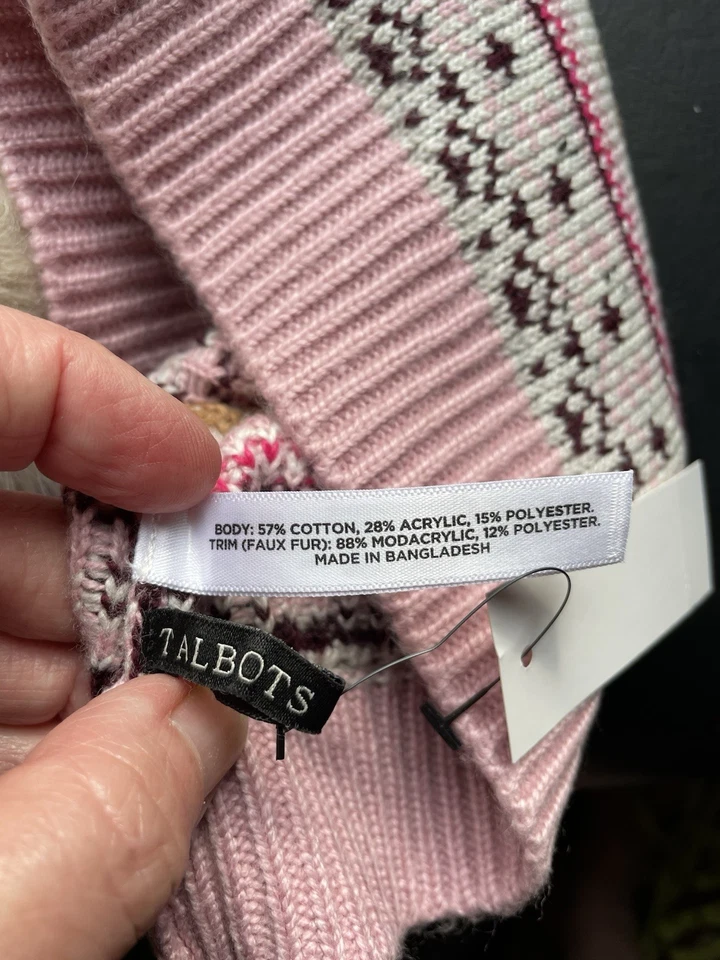 BODY: 57% COTTON, 28% ACRYLIC, 15% POLYESTER.
TRIM (FAUX FUR): 88% MODACRYLIC, 12% POLYESTER.
MADE IN BANGLADESH
TALBOTS